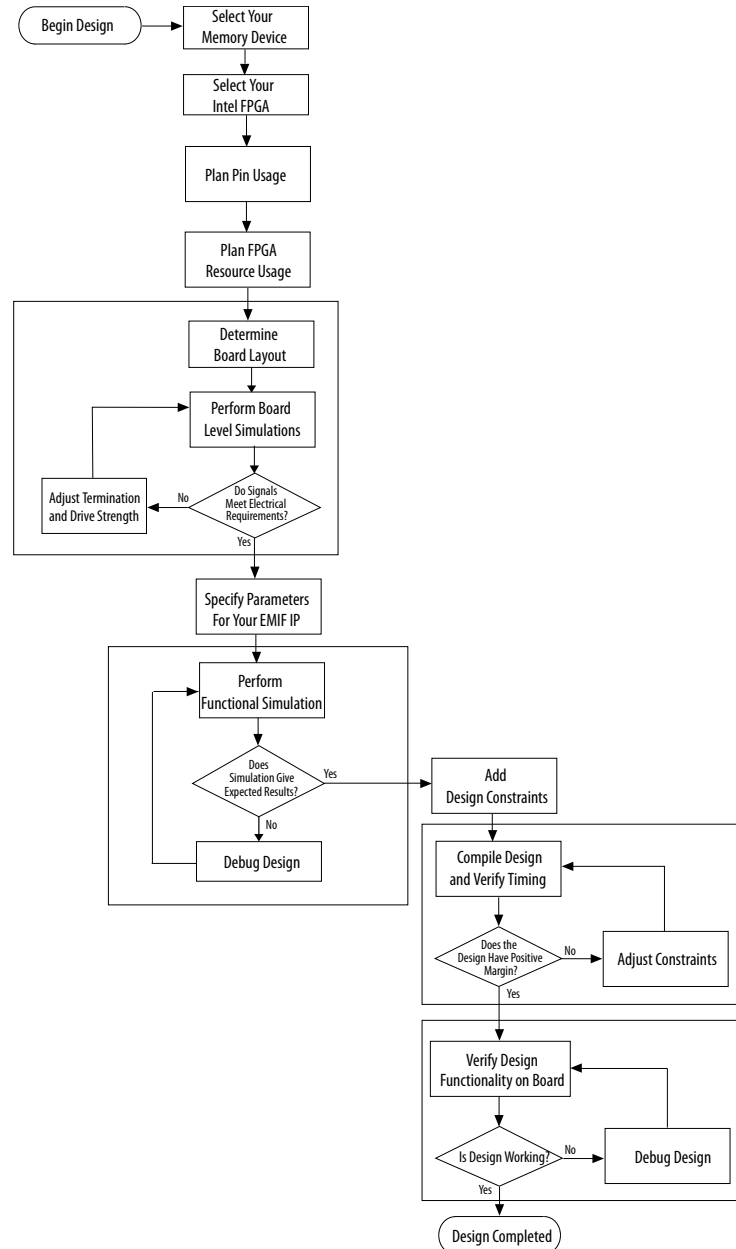 Begin Design
Select Your
Memory Device
Select Your
Intel FPGA
Plan Pin Usage
Plan FPGA
Resource Usage
Determine
Board Layout
Perform Board
Level Simulations
Adjust Termination
and Drive Strength
No
Do Signals
Meet Electrical
Requirements?
Yes
Specify Parameters
For Your EMIF IP
Perform
Functional Simulation
Does
Simulation Give
Expected Results?
Yes
No
Debug Design
Add
Design Constraints
Compile Design
and Verify Timing
Does the
Design Have Positive
Margin?
No
Adjust Constraints
Yes
Verify Design
Functionality on Board
Is Design Working?
No
Debug Design
Yes
Design Completed